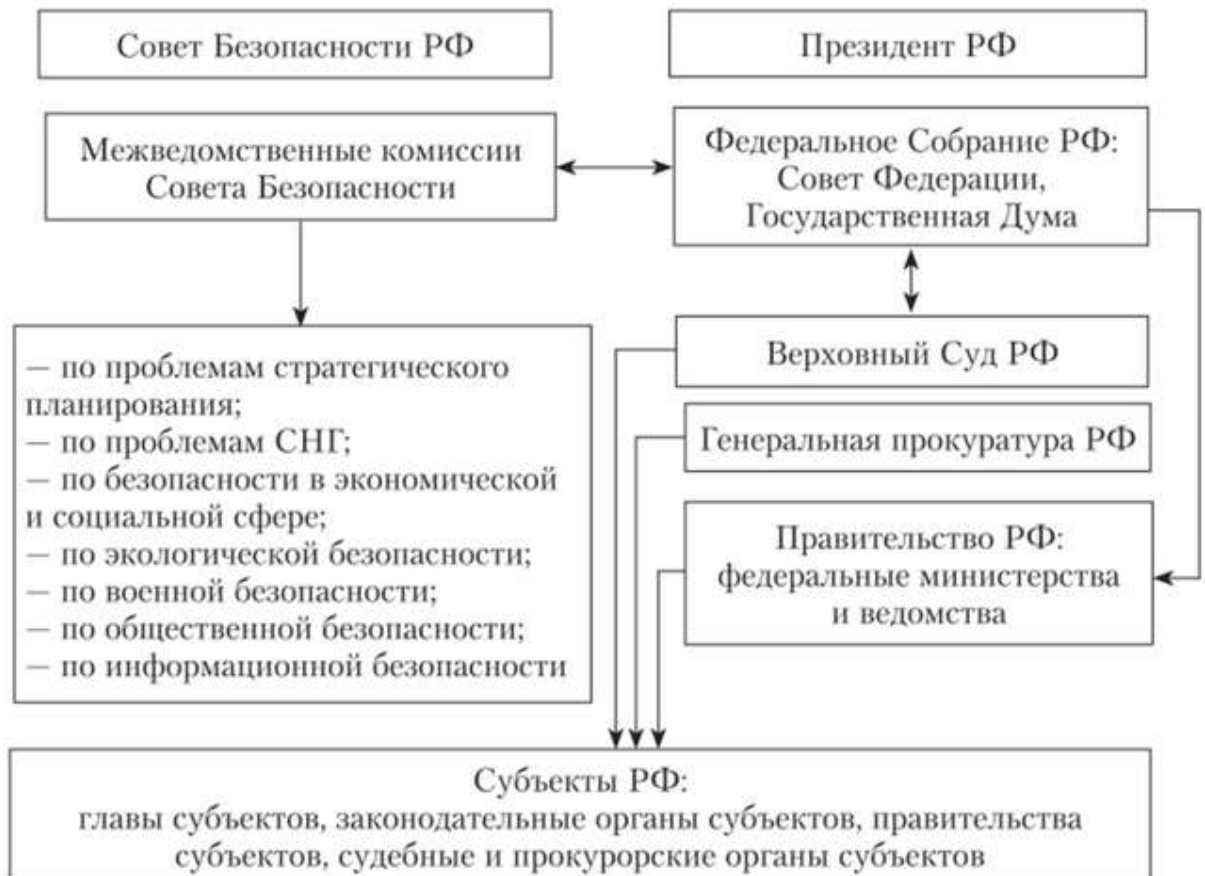 Совет Безопасности РФ
Президент РФ
Межведомственные комиссии
Совета Безопасности
Федеральное Собрание РФ:
Совет Федерации,
Государственная Дума
— по проблемам стратегического
планирования;
— по проблемам СНГ;
— по безопасности в экономической
и социальной сфере;
— по экологической безопасности;
— по военной безопасности;
— по общественной безопасности;
— по информационной безопасности
Верховный Суд РФ
Генеральная прокуратура РФ
Правительство РФ:
федеральные министерства
и ведомства
Субъекты РФ:
главы субъектов, законодательные органы субъектов, правительства
субъектов, судебные и прокурорские органы субъектов